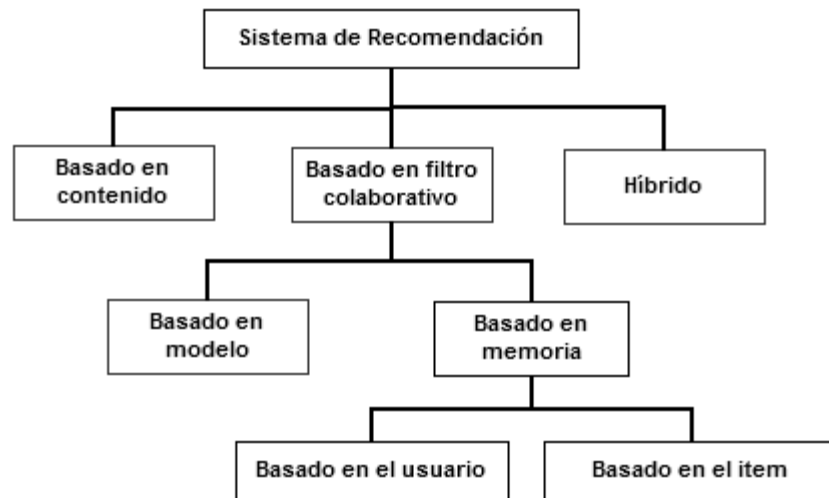 Sistema de Recomendación
Basado en
contenido
Basado en filtro
colaborativo
Híbrido
Basado en
modelo
Basado en
memoria
Basado en el usuario
Basado en el item